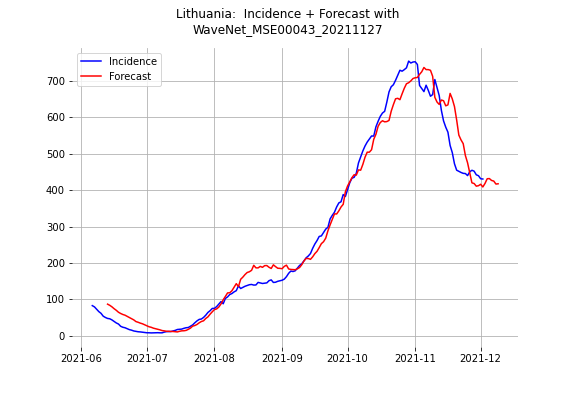 Lithuania:  Incidence + Forecast with
WaveNet_MSE00043_20211127
Incidence
Forecast
700
600
500
400
300
200
100
0
2021-06 2021-07 2021-08 2021-09 2021-10 2021-11 2021-12